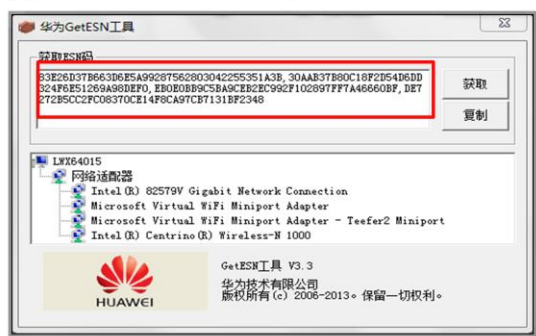 华为GetESN工具
获取ESN码
83E26D37B663D6E5A99287562803042255351A3B, 30AAB37B80C18F2D54D6DD
324F6E51269A98DEF0, EB0E0BB9C5BA9CEB2EC992F102897FF7A46660BF, DE7
272B5CC2FC08370CE14F8CA97CB7131BF2348
获取
复制
LWX64015
网络适配器
Intel(R) 82579V Gigabit Network Connection
Microsoft Virtual WiFi Miniport Adapter
Microsoft Virtual WiFi Miniport Adapter - Teefer2 Miniport
Intel(R) Centrino(R) Wireless-N 1000
HUAWEI
GetESN工具 V3.3
华为技术有限公司
版权所有(c) 2006-2013。保留一切权利。